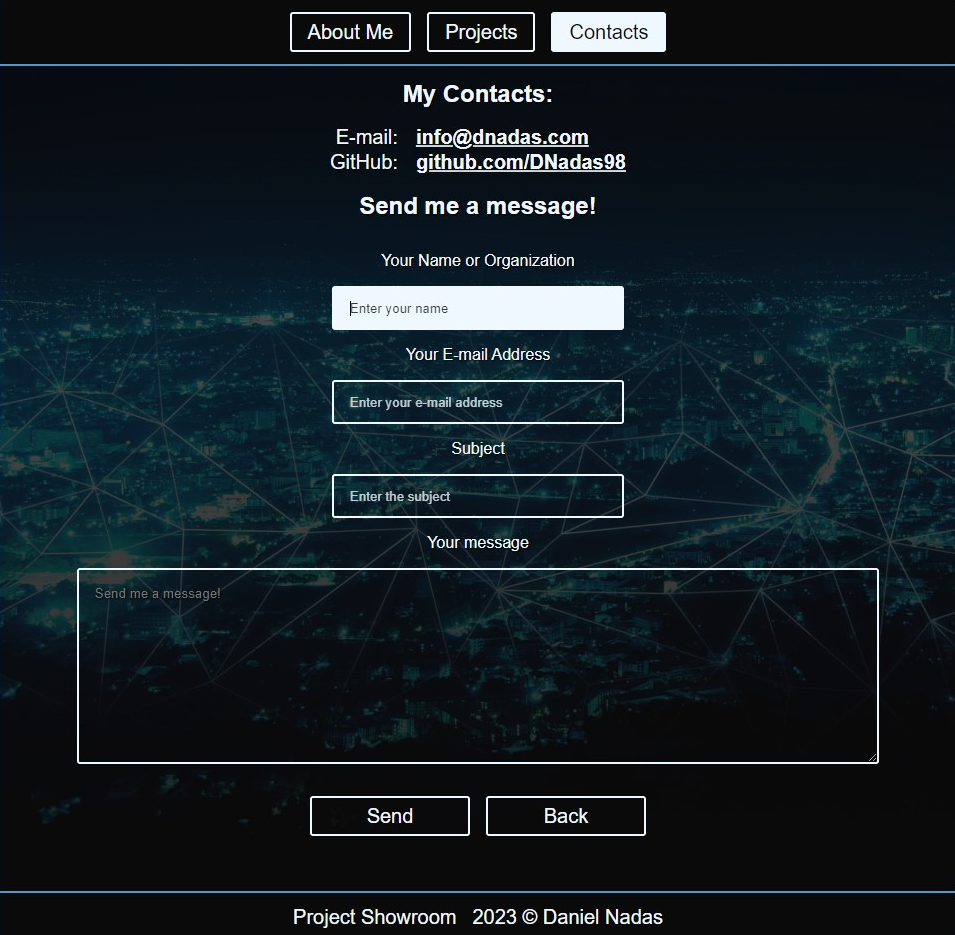 About Me Projects Contacts
My Contacts:
E-mail: info@dnadas.com
GitHub: github.com/DNadas98
Send me a message!
Your Name or Organization
Enter your name
Your E-mail Address
Enter your e-mail address
Subject
Enter the subject
Your message
Send me a message!
Send Back
Project Showroom 2023 © Daniel Nadas